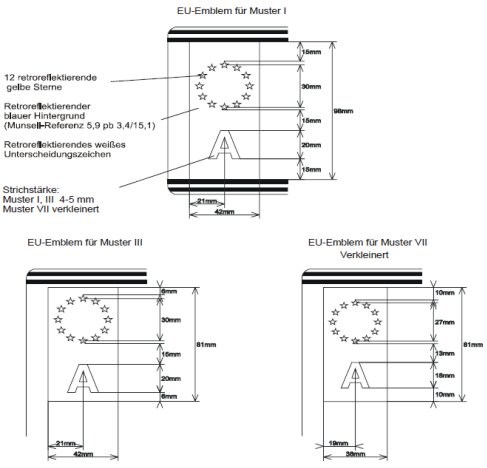 EU-Emblem für Muster I
15mm
12 retroreflektierende
gelbe Sterne
30mm
Retroreflektierender
blauer Hintergrund
(Munsell-Referenz 5,9 pb 3,4/15,1)
98mm
15mm
Retroreflektierendes weißes
Unterscheidungszeichen
A
20mm
15mm
Strichstärke:
Muster I, III 4-5 mm
Muster VII verkleinert
21mm
42mm
EU-Emblem für Muster III
6mm
30mm
81mm
15mm
A
20mm
6mm
21mm
42mm
EU-Emblem für Muster VII
Verkleinert
10mm
27mm
81mm
13mm
A
18mm
10mm
19mm
38mm